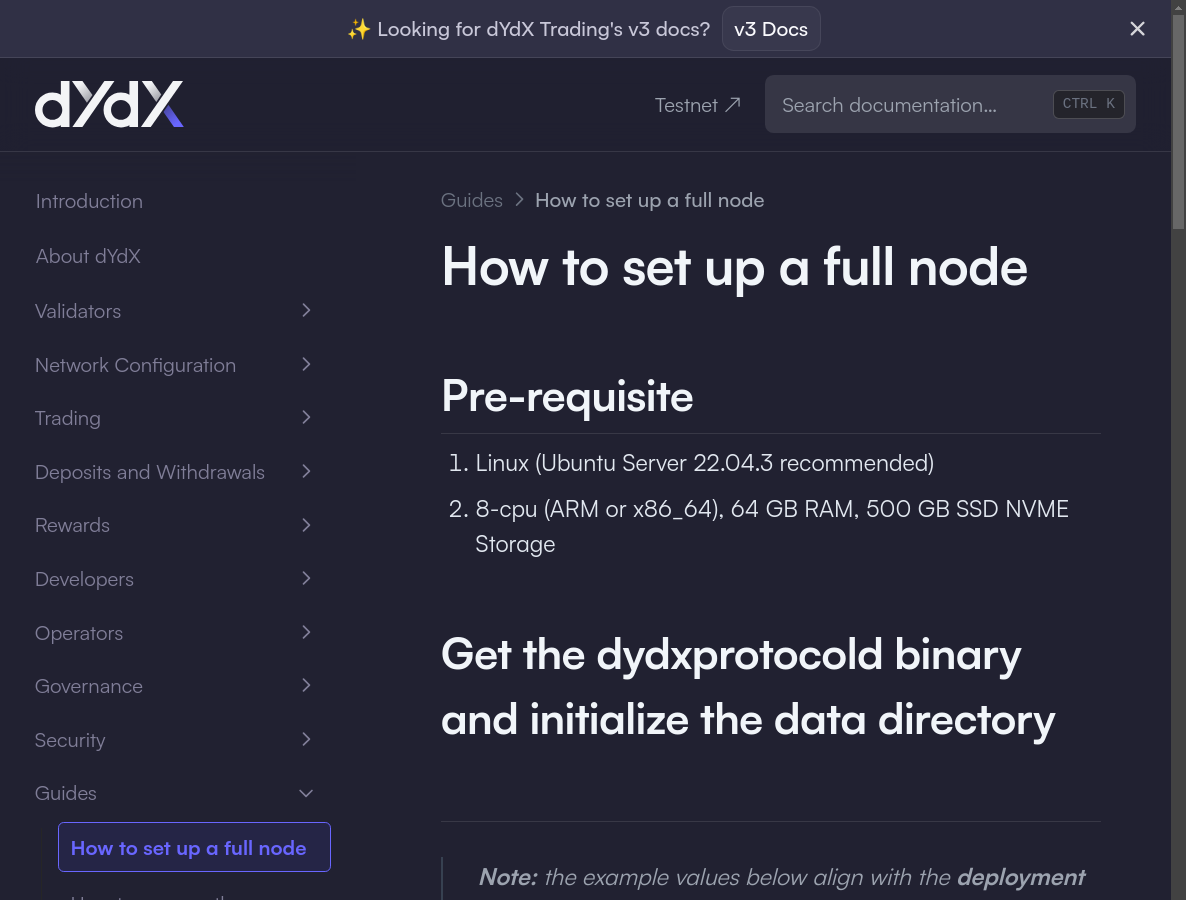 ✨ Looking for dYdX Trading's v3 docs? v3 Docs
dYdX
Testnet
Search documentation...
CTRL K
Introduction
About dYdX
Validators
Network Configuration
Trading
Deposits and Withdrawals
Rewards
Developers
Operators
Governance
Security
Guides
How to set up a full node
Guides > How to set up a full node
How to set up a full node
Pre-requisite
1. Linux (Ubuntu Server 22.04.3 recommended)
2. 8-cpu (ARM or x86_64), 64 GB RAM, 500 GB SSD NVME
Storage
Get the dydxprotocold binary
and initialize the data directory
Note: the example values below align with the deployment